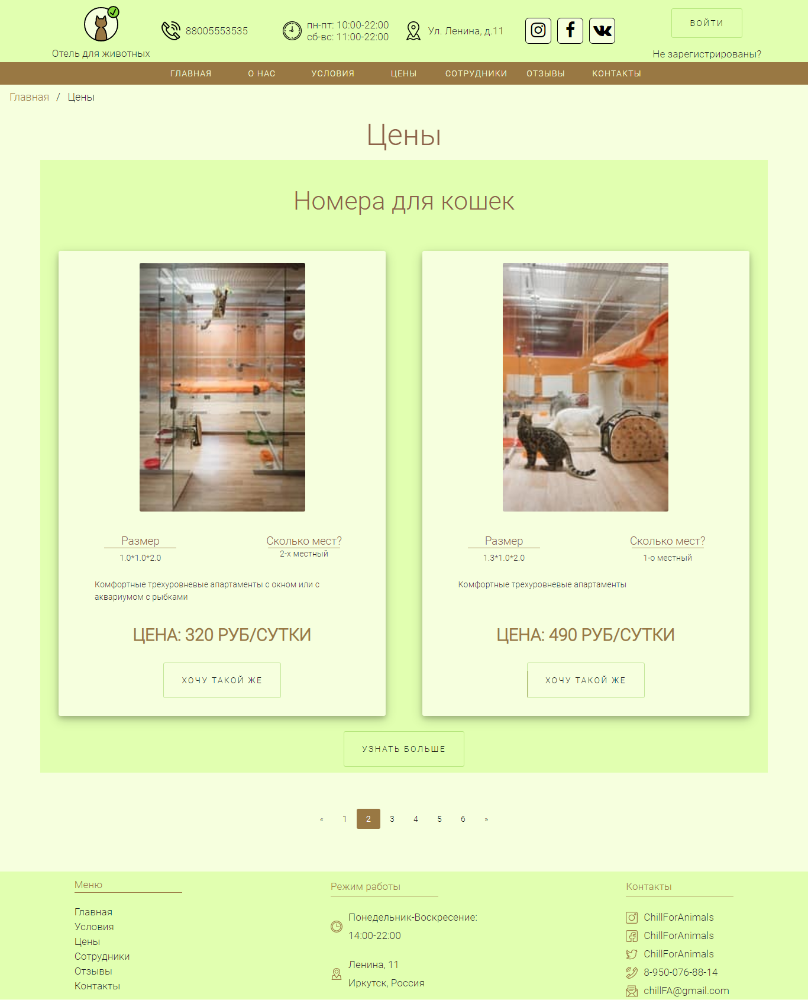 Отель для животных
88005553535
пн-пт: 10:00-22:00
сб-вс: 11:00-22:00
Ул. Ленина, д.11
ВОЙТИ
Не зарегистрированы?
ГЛАВНАЯ О НАС УСЛОВИЯ ЦЕНЫ СОТРУДНИКИ ОТЗЫВЫ КОНТАКТЫ
Главная / Цены
Цены
Номера для кошек
Размер Сколько мест?
1.0*1.0*2.0 2-х местный
Комфортные трехуровневые апартаменты с окном или с
аквариумом с рыбками
ЦЕНА: 320 РУБ/СУТКИ
ХОЧУ ТАКОЙ ЖЕ
Размер Сколько мест?
1.3*1.0*2.0 1-о местный
Комфортные трехуровневые апартаменты
ЦЕНА: 490 РУБ/СУТКИ
ХОЧУ ТАКОЙ ЖЕ
УЗНАТЬ БОЛЬШЕ
« 1 2 3 4 5 6 »
Меню
Главная
Условия
Цены
Сотрудники
Отзывы
Контакты
Режим работы
Понедельник-Воскресение:
14:00-22:00
Ленина, 11
Иркутск, Россия
Контакты
ChillForAnimals
ChillForAnimals
ChillForAnimals
8-950-076-88-14
chillFA@gmail.com